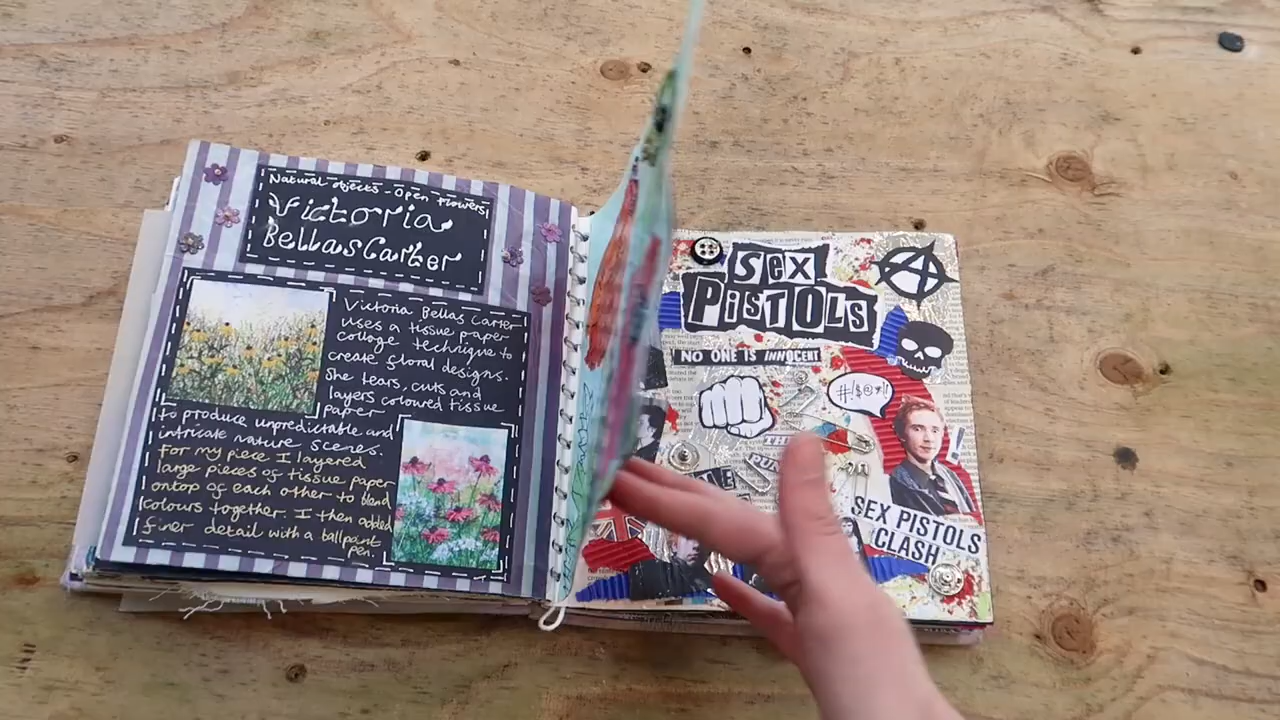 Natural objects - Open flowers
Victoria
Bellas Carter
Victoria Bellas Carter
uses a tissue paper
collage technique to
create floral designs.
She tears, cuts and
layers coloured tissue
paper
to produce unpredictable and
intricate nature scenes.
For my piece I layered
large pieces of tissue paper
ontop of each other to blend
colours together. I then added
finer detail with a ballpoint
pen.
SEX
PISTOLS
NO ONE IS INNOCENT
#!$@*!!
!
SEX PISTOLS
CLASH